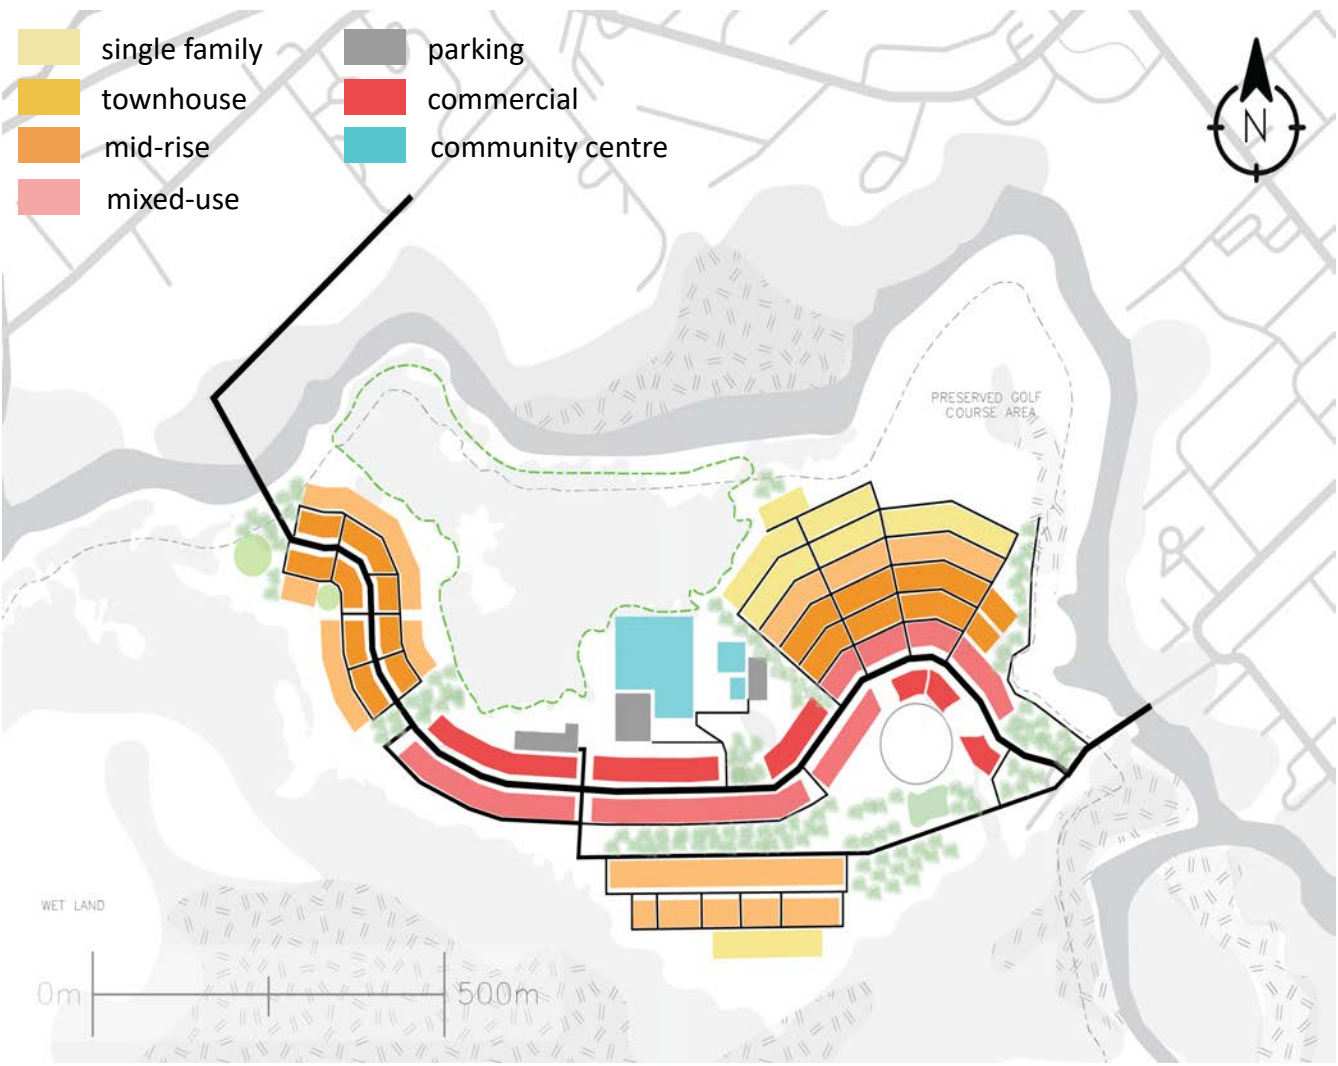 single family
townhouse
mid-rise
mixed-use
parking
commercial
community centre
N
PRESERVED GOLF
COURSE AREA
WET LAND
0m
500m